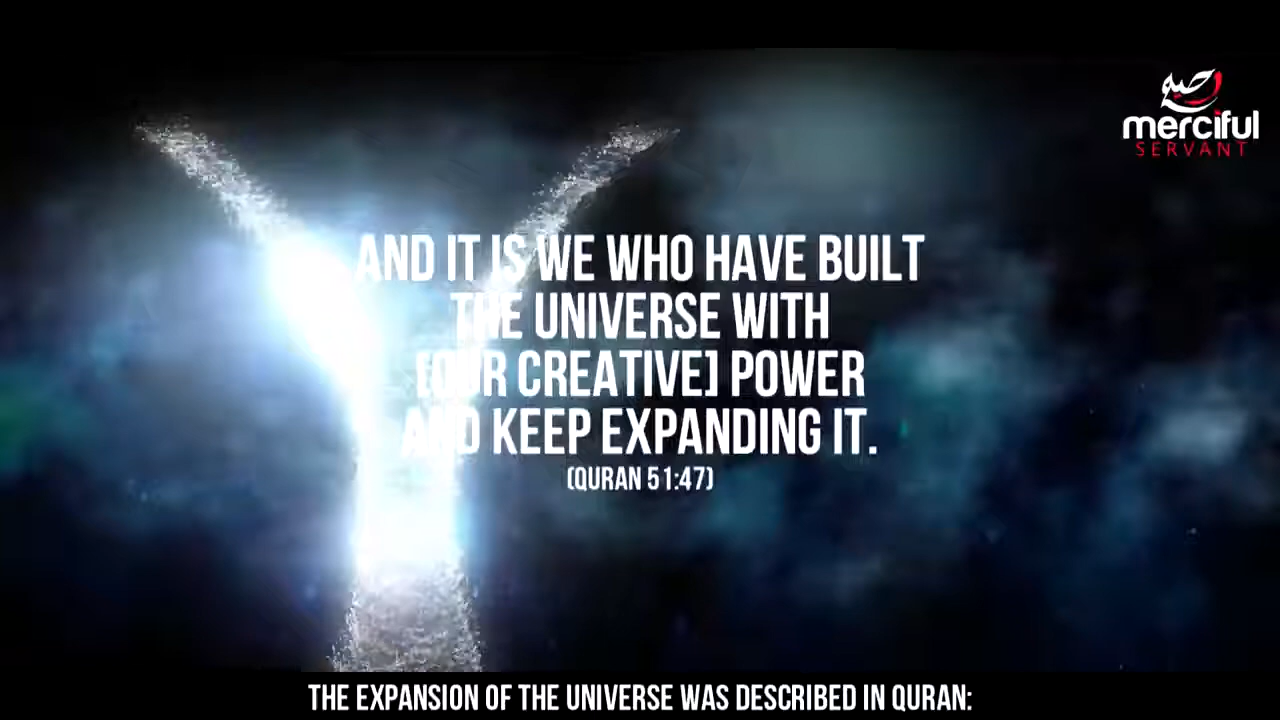 merciful
SERVANT
AND IT IS WE WHO HAVE BUILT
THE UNIVERSE WITH
[OUR CREATIVE] POWER
AND KEEP EXPANDING IT.
(QURAN 51:47)
THE EXPANSION OF THE UNIVERSE WAS DESCRIBED IN QURAN: